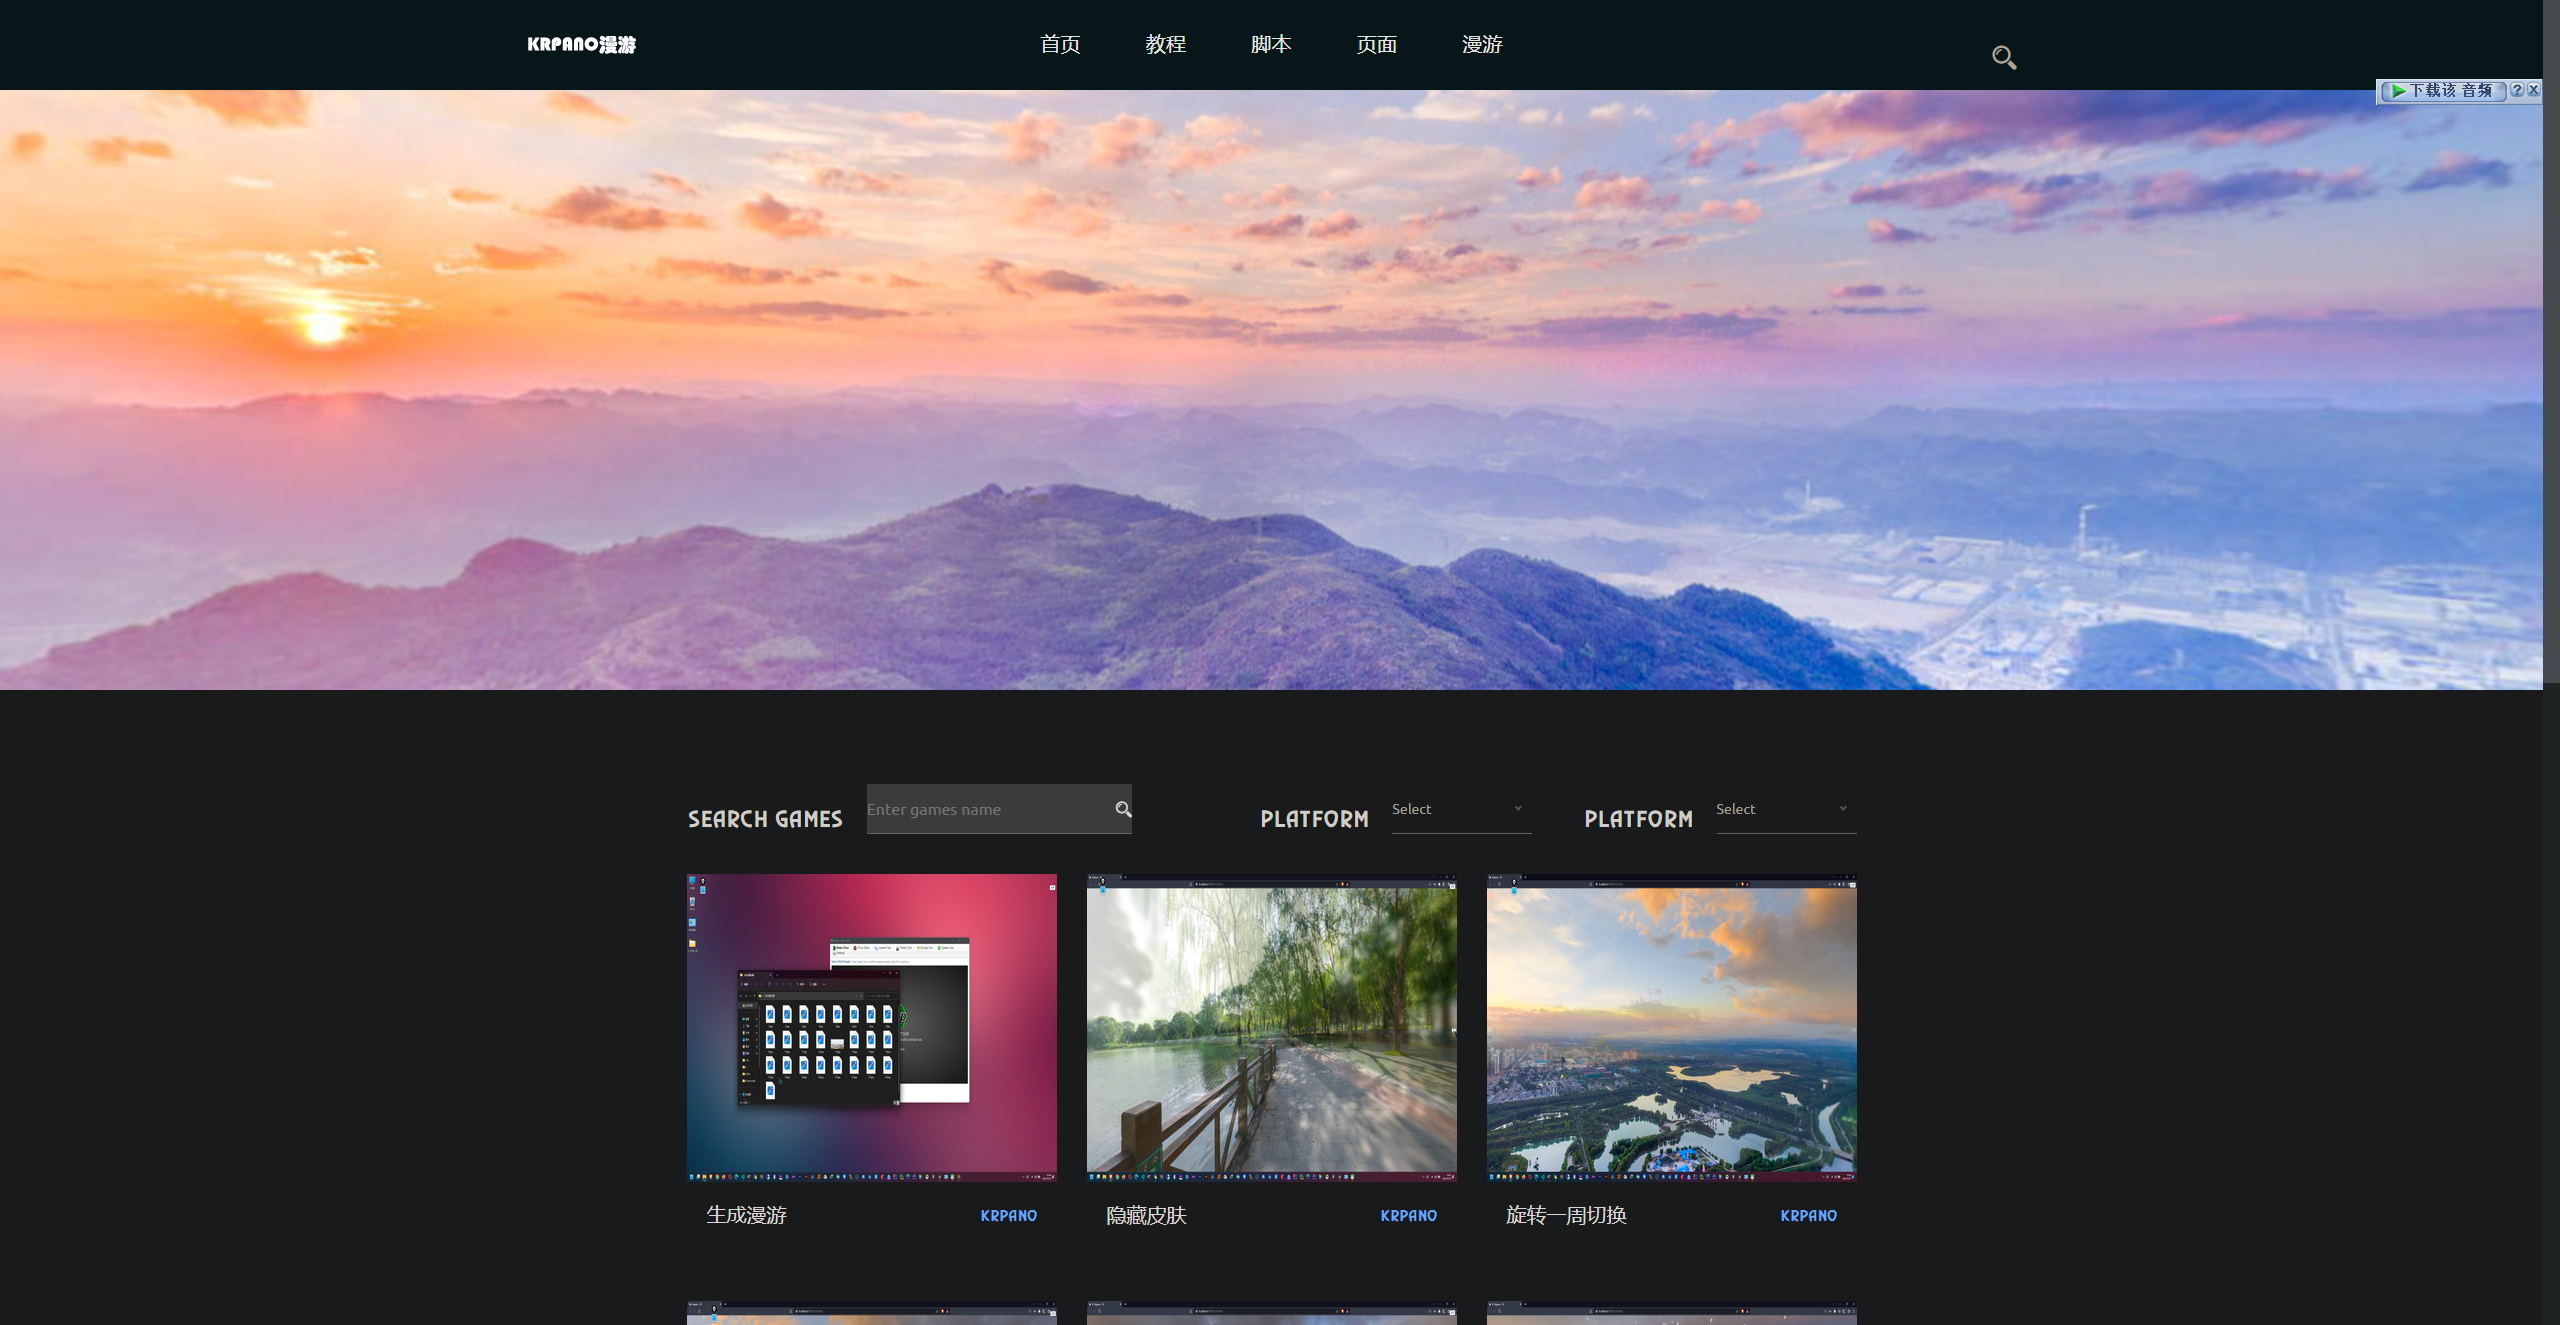 KRPANO漫游
首页
教程
脚本
页面
漫游
下载该 音频
SEARCH GAMES
Enter games name
PLATFORM
Select
PLATFORM
Select
生成漫游
KRPANO
隐藏皮肤
KRPANO
旋转一周切换
KRPANO